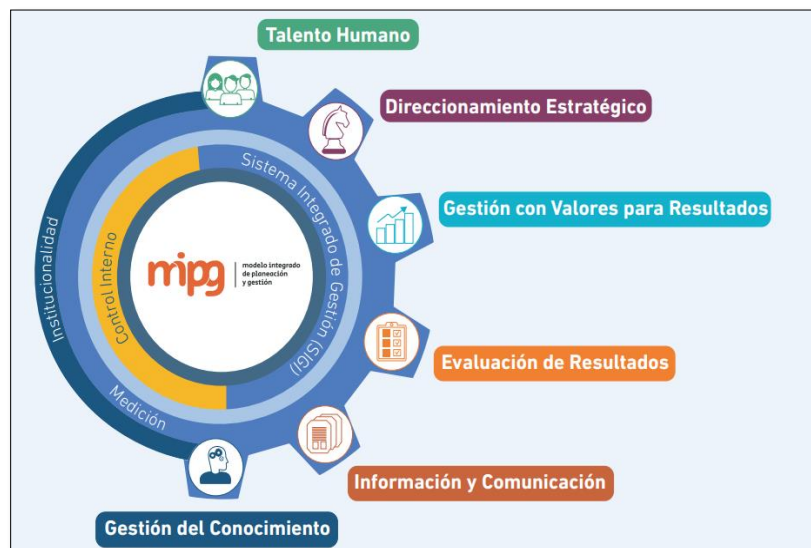 Talento Humano
Direccionamiento Estratégico
Gestión con Valores para Resultados
Evaluación de Resultados
Información y Comunicación
Gestión del Conocimiento
Institucionalidad
Medición
Control Interno
Sistema Integrado de Gestión (SIG)
mipg
modelo integrado
de planeación
y gestión